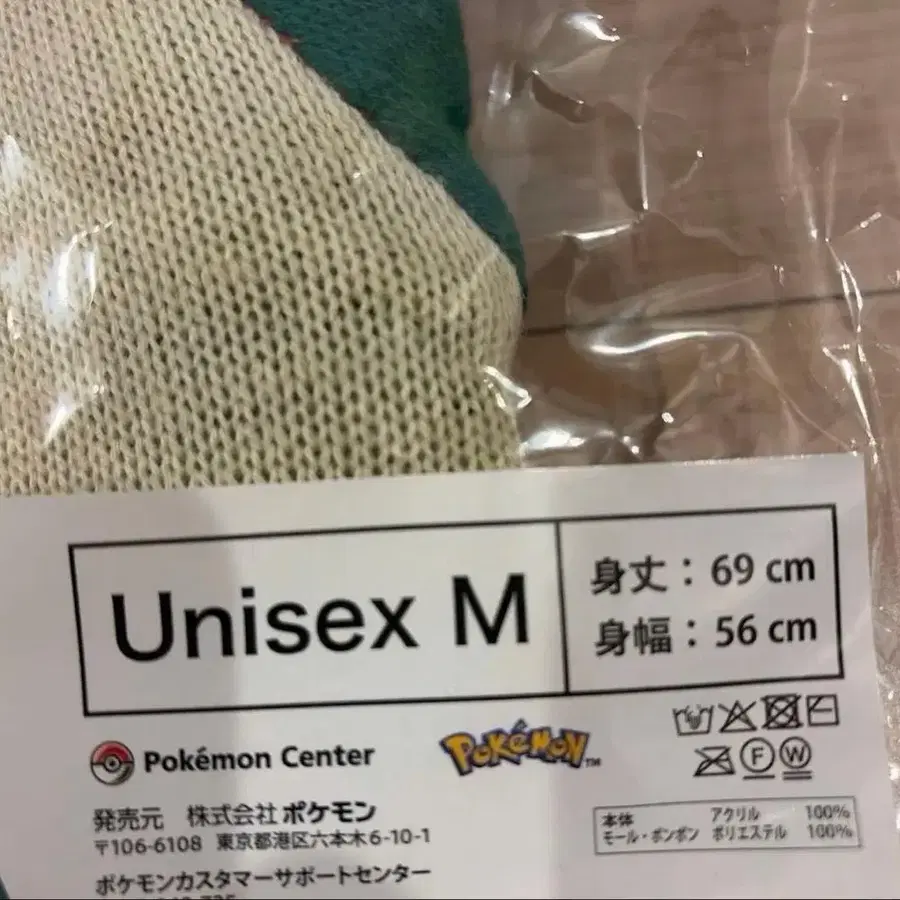 Unisex M
身丈：69 cm
身幅：56 cm
Pokémon Center
POKÉMON TM
F W
発売元 株式会社ポケモン
〒106-6108 東京都港区六本木6-10-1
ポケモンカスタマーサポートセンター
本体 アクリル 100%
モール・ポンポン ポリエステル 100%